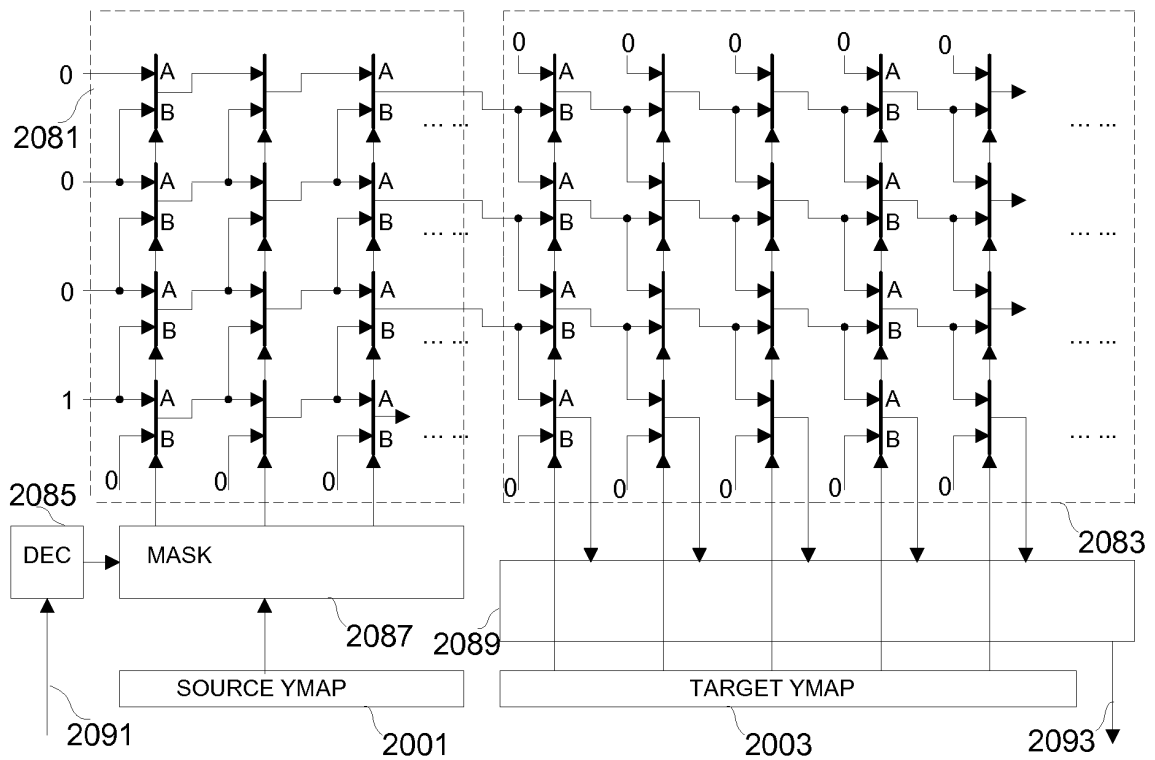 0 0 0 0 0
0 A A A A
2081 B B ... ... B B ... ...
0 A A A A
B B ... ... B B ... ...
0 A A A A
B B ... ... B B ... ...
1 A A A A
B B ... ... B B ... ...
0 0 0 0 0 0 0 0
2085 2083
DEC MASK
2087 2089
SOURCE YMAP TARGET YMAP
2091 2001 2003 2093